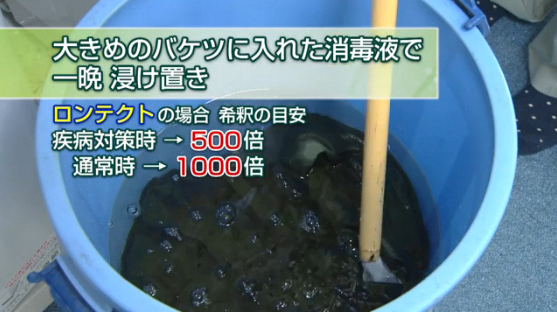 大きめのバケツに入れた消毒液で
一晩 浸け置き
ロンテクトの場合 希釈の目安
疾病対策時 → 500倍
通常時 → 1000倍